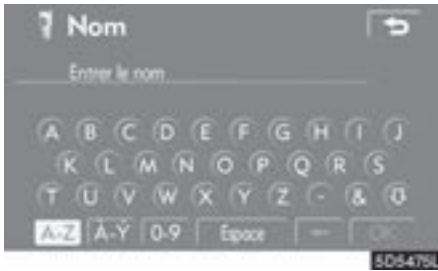 Nom
Entrer le nom
A B C D E F G H I J
K L M N O P Q R S
T U V W X Y Z - &
A-Z À-Ý 0-9 Espace ← OK
5D5475L